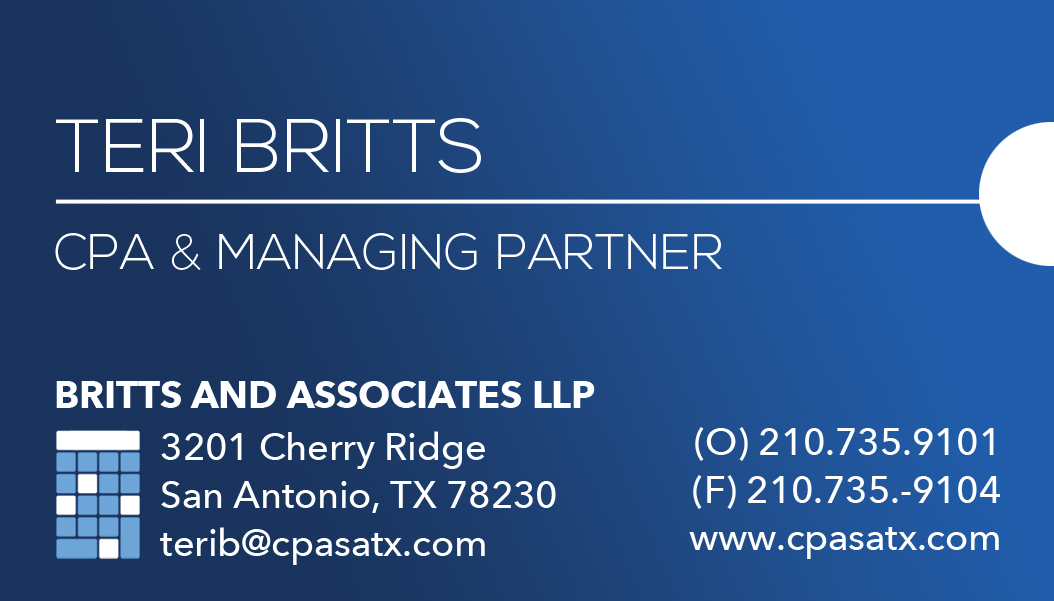 TERI BRITTS
CPA & MANAGING PARTNER
BRITTS AND ASSOCIATES LLP
3201 Cherry Ridge
San Antonio, TX 78230
terib@cpasatx.com
(O) 210.735.9101
(F) 210.735.-9104
www.cpasatx.com